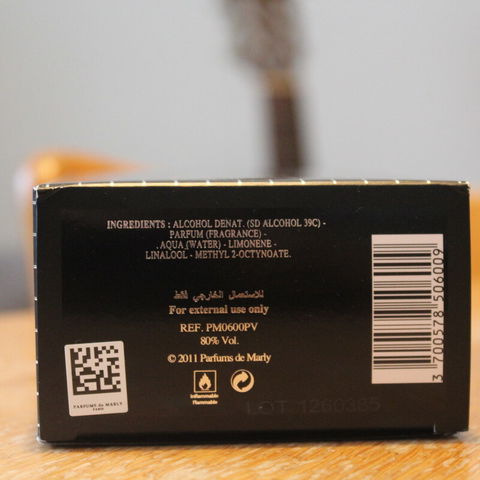 INGREDIENTS : ALCOHOL DENAT. (SD ALCOHOL 39C) -
PARFUM (FRAGRANCE) -
. AQUA (WATER) - LIMONENE -
LINALOOL - METHYL 2-OCTYNOATE.
للاستعمال الخارجي فقط
For external use only
REF. PM0600PV
80% Vol.
© 2011 Parfums de Marly
Inflammable
Flammable
PARFUMS de MARLY
PARIS
LOT 1260385
3 700578 506009